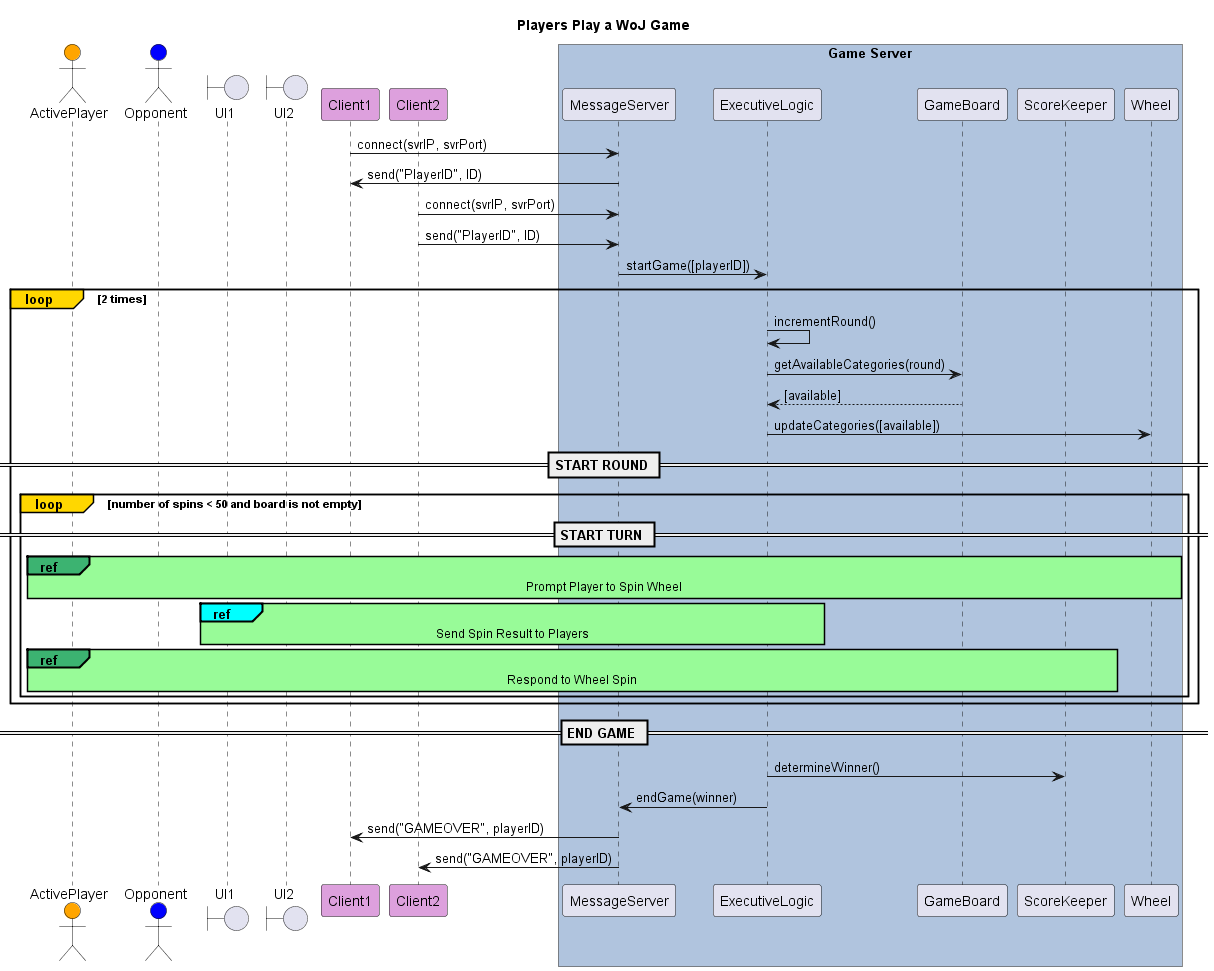 Players Play a WoJ Game
Game Server
ActivePlayer Opponent UI1 UI2 Client1 Client2 MessageServer ExecutiveLogic GameBoard ScoreKeeper Wheel
connect(svrIP, svrPort)
send("PlayerID", ID)
connect(svrIP, svrPort)
send("PlayerID", ID)
startGame([playerID])
loop [2 times]
incrementRound()
getAvailableCategories(round)
[available]
updateCategories([available])
START ROUND
loop [number of spins < 50 and board is not empty]
START TURN
ref
Prompt Player to Spin Wheel
ref
Send Spin Result to Players
ref
Respond to Wheel Spin
END GAME
determineWinner()
endGame(winner)
send("GAMEOVER", playerID)
send("GAMEOVER", playerID)
ActivePlayer Opponent UI1 UI2 Client1 Client2 MessageServer ExecutiveLogic GameBoard ScoreKeeper Wheel